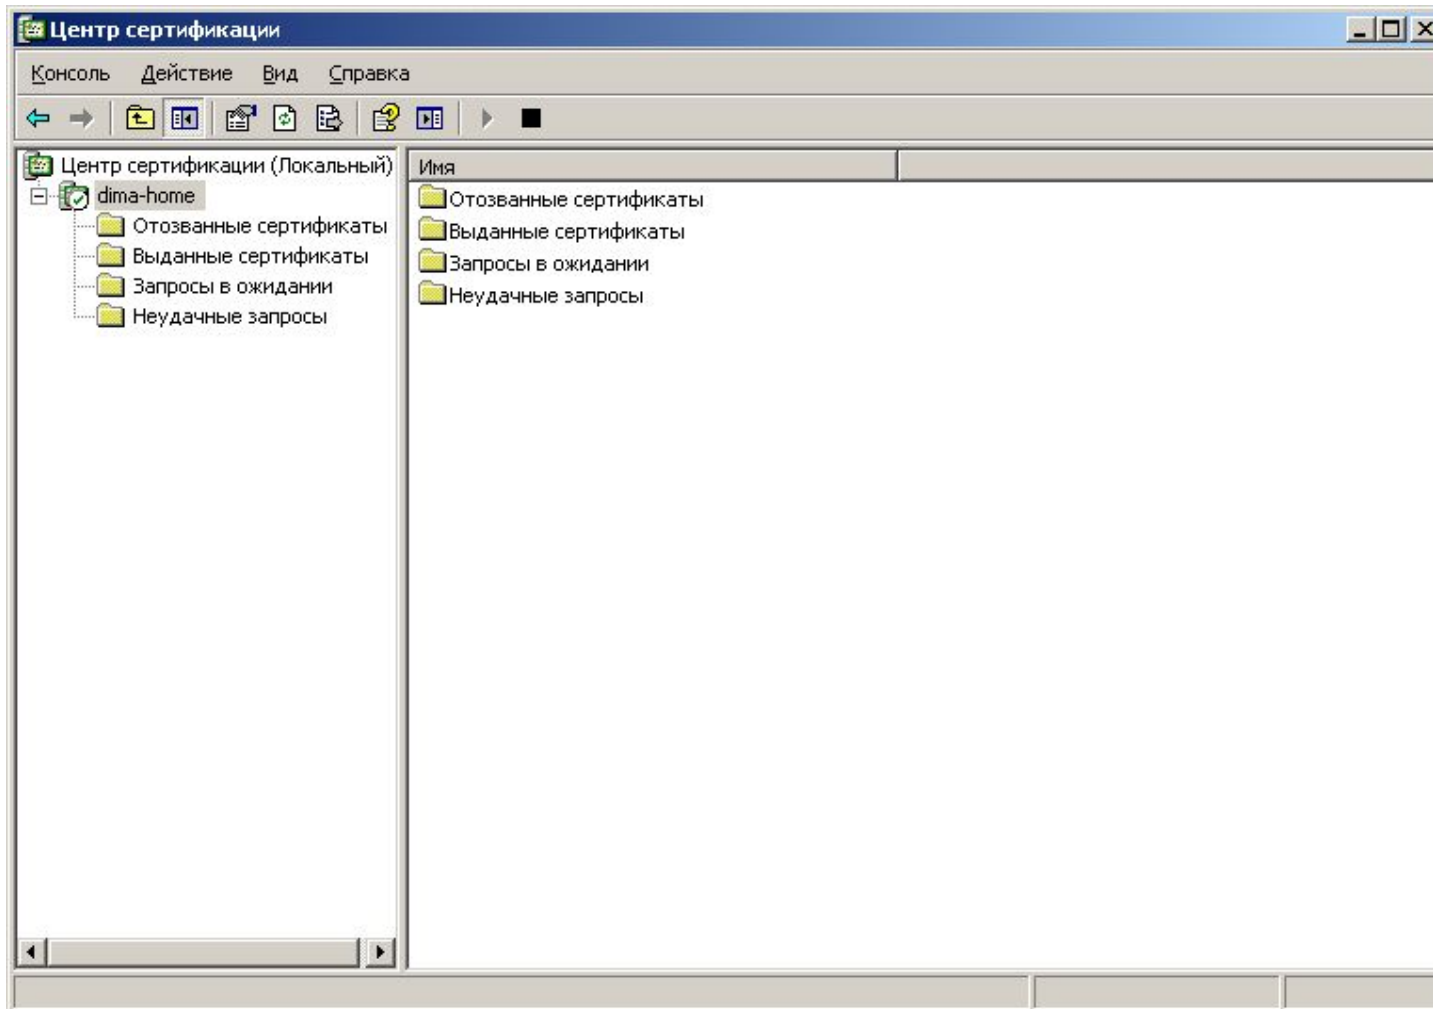 Центр сертификации
Консоль Действие Вид Справка
Центр сертификации (Локальный)
dima-home
Отозванные сертификаты
Выданные сертификаты
Запросы в ожидании
Неудачные запросы
Имя
Отозванные сертификаты
Выданные сертификаты
Запросы в ожидании
Неудачные запросы